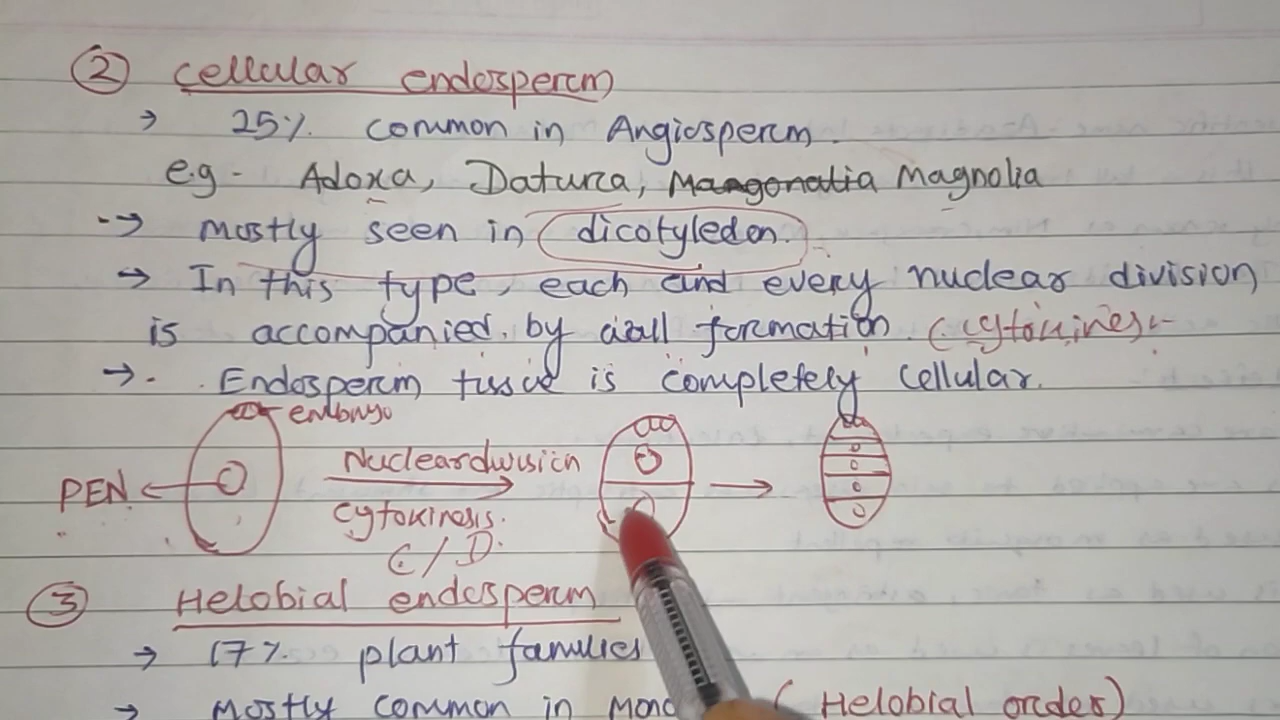 ② Cellular endosperm
→ 25% common in Angiosperm.
e.g - Adoxa, Datura, Magnolia
→ mostly seen in dicotyledon.
→ In this type, each and every nuclear division
is accompanied by wall formation (cytokinesis
→ Endosperm tissue is completely cellular.
embryo
PEN ← Nuclear division →
cytokinesis.
C/D.
③ Helobial endosperm
→ 17% plant families
→ Mostly common in Mono (Helobial order)